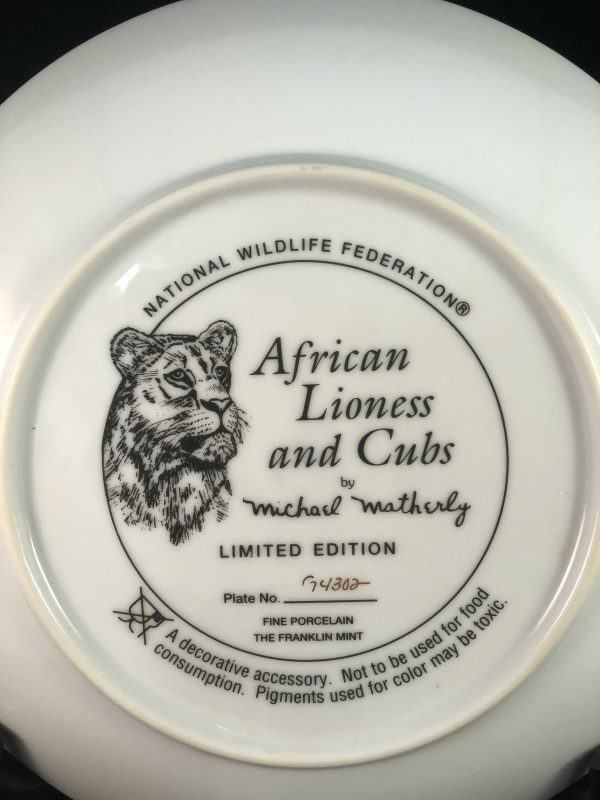 NATIONAL WILDLIFE FEDERATION®
African
Lioness
and Cubs
by
Michael Matherly
LIMITED EDITION
Plate No. G4302
FINE PORCELAIN
THE FRANKLIN MINT
A decorative accessory. Not to be used for food
consumption. Pigments used for color may be toxic.